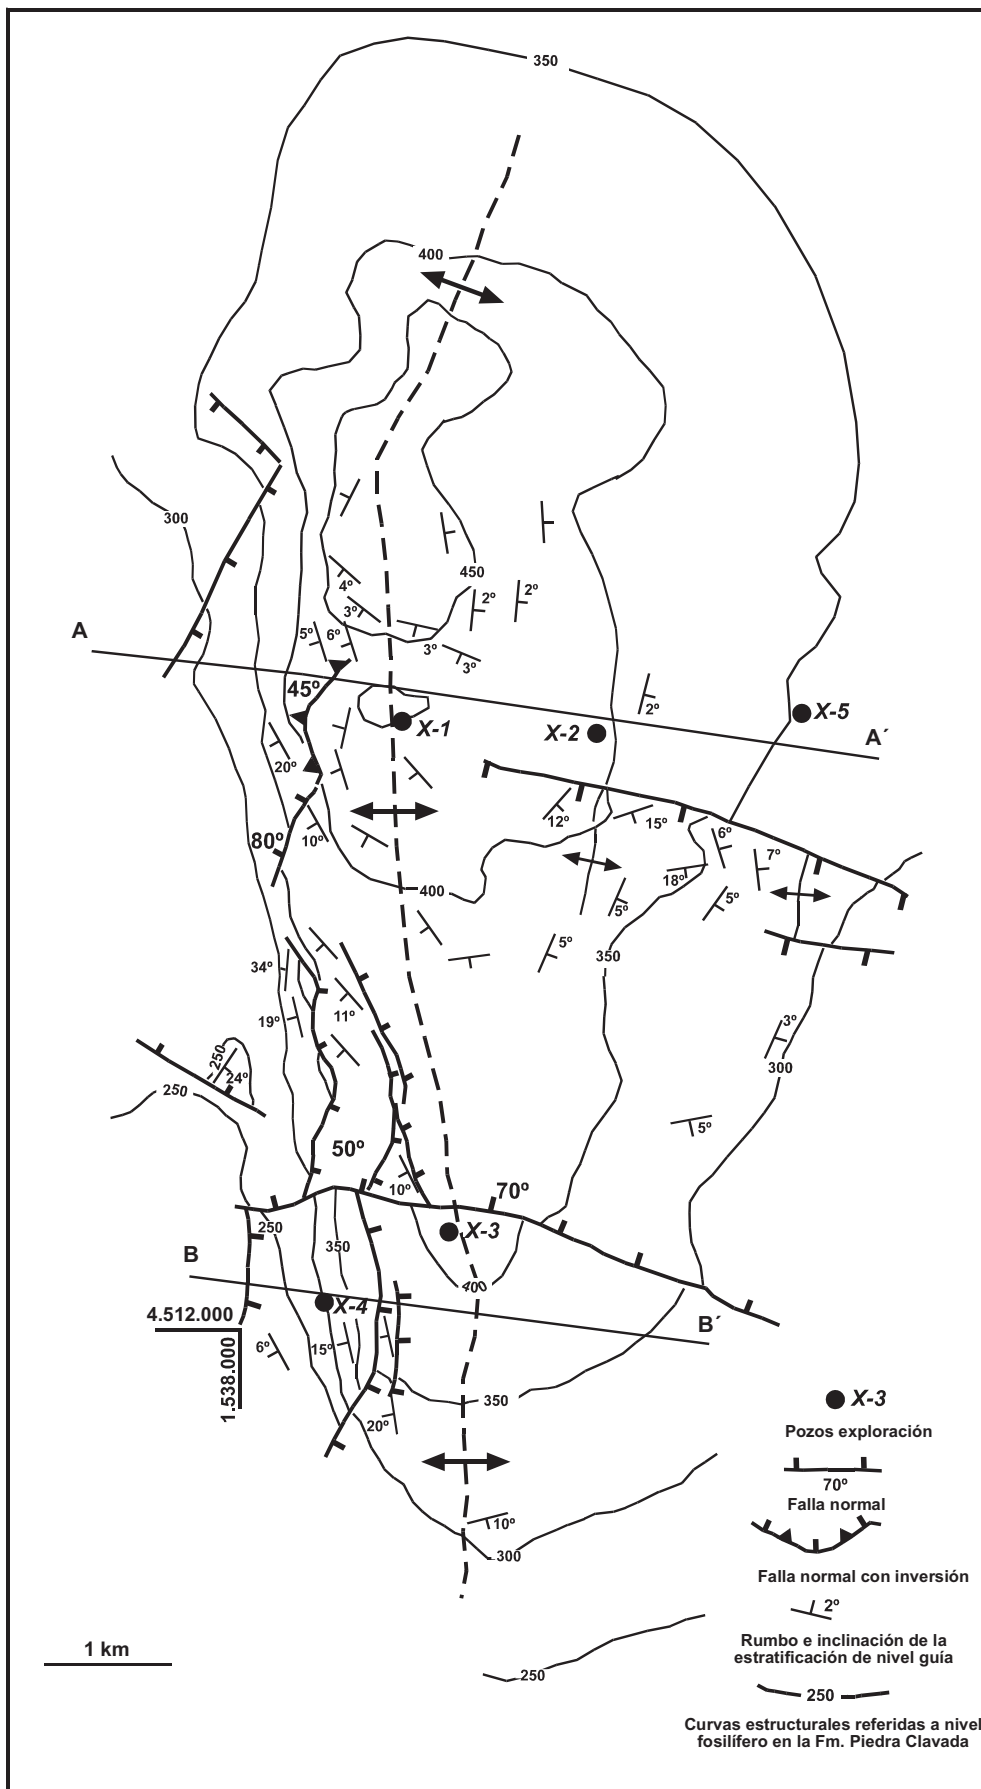 350
400
300
450
4º
3º
2º
2º
5º
6º
3º
3º
A
45º
2º
X-1
X-2
X-5
A´
20º
12º
15º
6º
80º
10º
7º
18º
400
5º
5º
5º
350
34º
11º
19º
3º
250
24º
300
250
5º
50º
10º
70º
250
350
X-3
B
400
X-4
4.512.000
B´
6º
15º
1.538.000
350
X-3
20º
Pozos exploración
70º
Falla normal
10º
300
Falla normal con inversión
2º
Rumbo e inclinación de la
estratificación de nivel guía
1 km
250
250
Curvas estructurales referidas a nivel
fosilífero en la Fm. Piedra Clavada